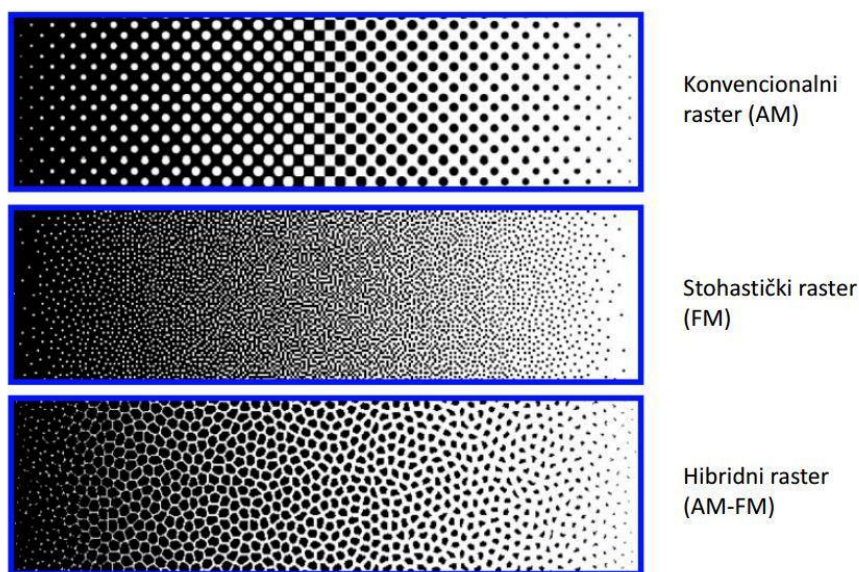 Konvencionalni
raster (AM)
Stohastički raster
(FM)
Hibridni raster
(AM-FM)